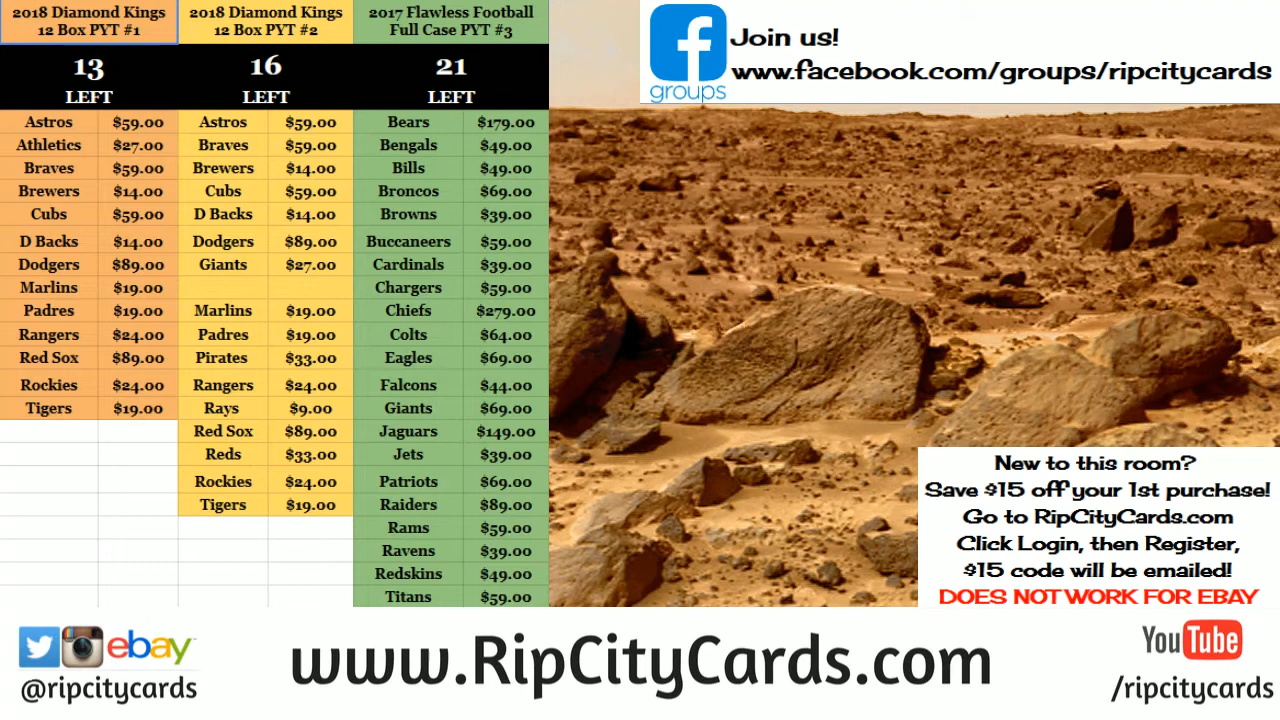 2018 Diamond Kings
12 Box PYT #1
13
LEFT
Astros $59.00
Athletics $27.00
Braves $59.00
Brewers $14.00
Cubs $59.00
D Backs $14.00
Dodgers $89.00
Marlins $19.00
Padres $19.00
Rangers $24.00
Red Sox $89.00
Rockies $24.00
Tigers $19.00
2018 Diamond Kings
12 Box PYT #2
16
LEFT
Astros $59.00
Braves $59.00
Brewers $14.00
Cubs $59.00
D Backs $14.00
Dodgers $89.00
Giants $27.00
Marlins $19.00
Padres $19.00
Pirates $33.00
Rangers $24.00
Rays $9.00
Red Sox $89.00
Reds $33.00
Rockies $24.00
Tigers $19.00
2017 Flawless Football
Full Case PYT #3
21
LEFT
Bears $179.00
Bengals $49.00
Bills $49.00
Broncos $69.00
Browns $39.00
Buccaneers $59.00
Cardinals $39.00
Chargers $59.00
Chiefs $279.00
Colts $64.00
Eagles $69.00
Falcons $44.00
Giants $69.00
Jaguars $149.00
Jets $39.00
Patriots $69.00
Raiders $89.00
Rams $59.00
Ravens $39.00
Redskins $49.00
Titans $59.00
groups
Join us!
www.facebook.com/groups/ripcitycards
New to this room?
Save $15 off your 1st purchase!
Go to RipCityCards.com
Click Login, then Register,
$15 code will be emailed!
DOES NOT WORK FOR EBAY
ebay
@ripcitycards
www.RipCityCards.com
YouTube
/ripcitycards